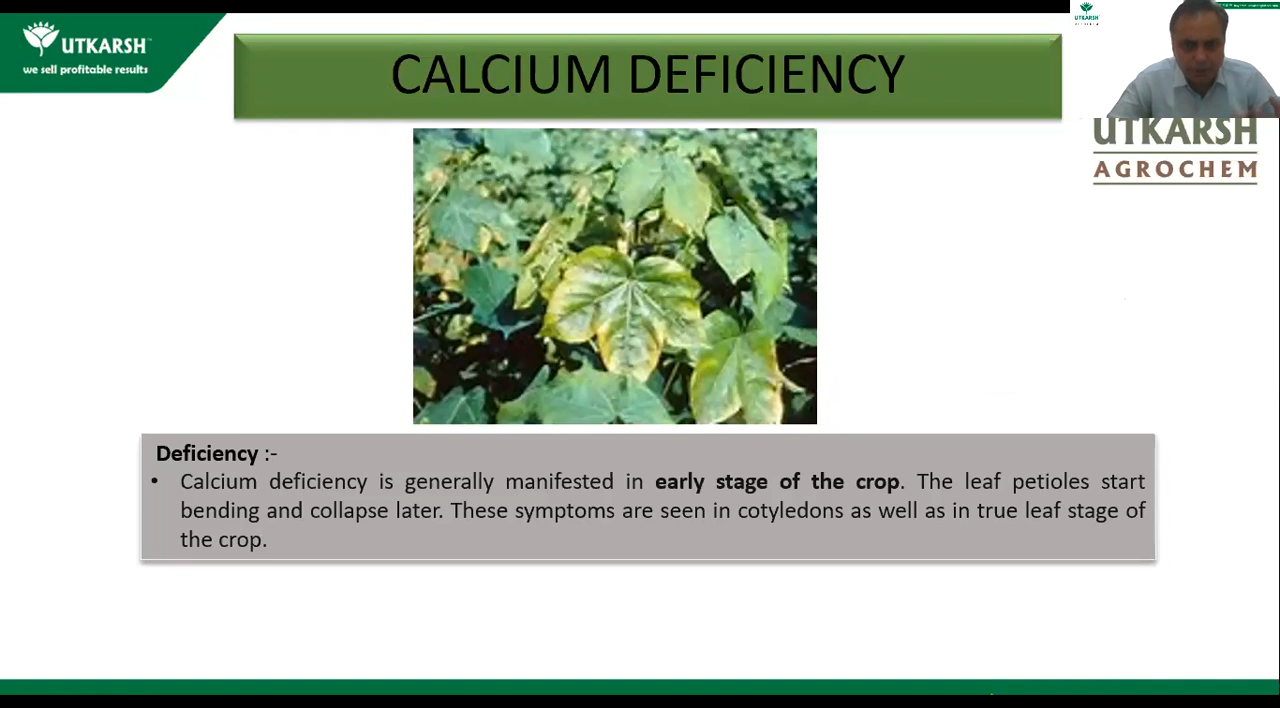 UTKARSH
we sell profitable results
CALCIUM DEFICIENCY
UTKARSH
UTKARSH
AGROCHEM
Deficiency :-
• Calcium deficiency is generally manifested in early stage of the crop. The leaf petioles start
bending and collapse later. These symptoms are seen in cotyledons as well as in true leaf stage of
the crop.